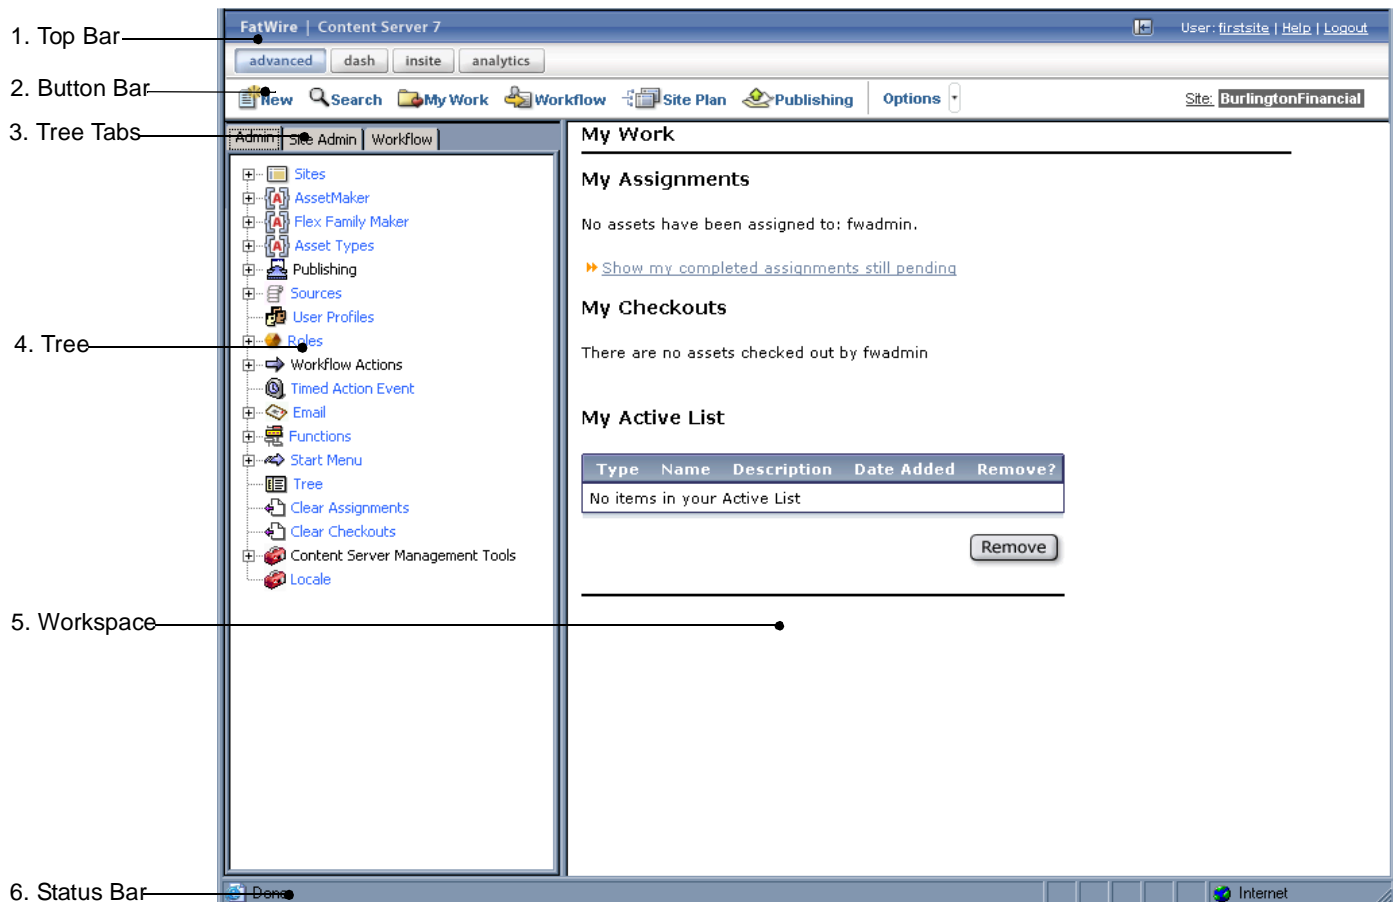 1. Top Bar
FatWire | Content Server 7
User: firstsite | Help | Logout
advanced dash insite analytics
2. Button Bar
New Search My Work Workflow Site Plan Publishing Options Site: BurlingtonFinancial
3. Tree Tabs
Admin Site Admin Workflow
Sites
AssetMaker
Flex Family Maker
Asset Types
Publishing
Sources
User Profiles
4. Tree
Roles
Workflow Actions
Timed Action Event
Email
Functions
Start Menu
Tree
Clear Assignments
Clear Checkouts
Content Server Management Tools
Locale
My Work
My Assignments
No assets have been assigned to: fwadmin.
Show my completed assignments still pending
My Checkouts
There are no assets checked out by fwadmin
My Active List
Type Name Description Date Added Remove?
No items in your Active List
Remove
5. Workspace
6. Status Bar
Done
Internet